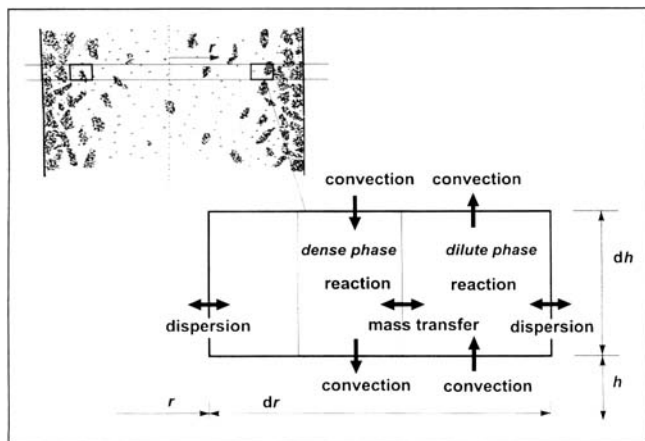 r
convection convection
dense phase dilute phase
dh
reaction reaction
dispersion mass transfer dispersion
convection convection
h
r dr